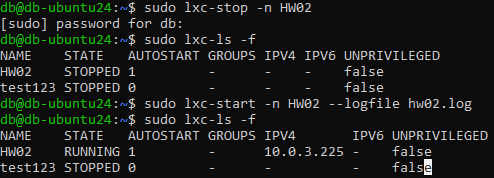 db@db-ubuntu24:~$ sudo lxc-stop -n HW02
[sudo] password for db:
db@db-ubuntu24:~$ sudo lxc-ls -f
NAME    STATE   AUTOSTART GROUPS IPV4 IPV6 UNPRIVILEGED
HW02    STOPPED 1         -      -    -    false
test123 STOPPED 0         -      -    -    false
db@db-ubuntu24:~$ sudo lxc-start -n HW02 --logfile hw02.log
db@db-ubuntu24:~$ sudo lxc-ls -f
NAME    STATE   AUTOSTART GROUPS IPV4       IPV6 UNPRIVILEGED
HW02    RUNNING 1         -      10.0.3.225 -    false
test123 STOPPED 0         -      -          -    false